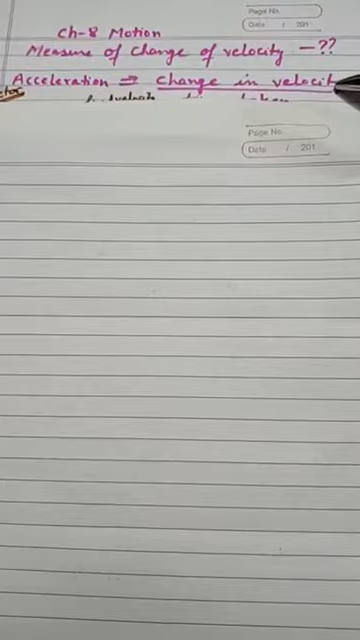 Page No.
Date / 201
Ch-8 Motion
Measure of change of velocity - ??
Acceleration ⇒ change in velocit
Page No.
Date / 201